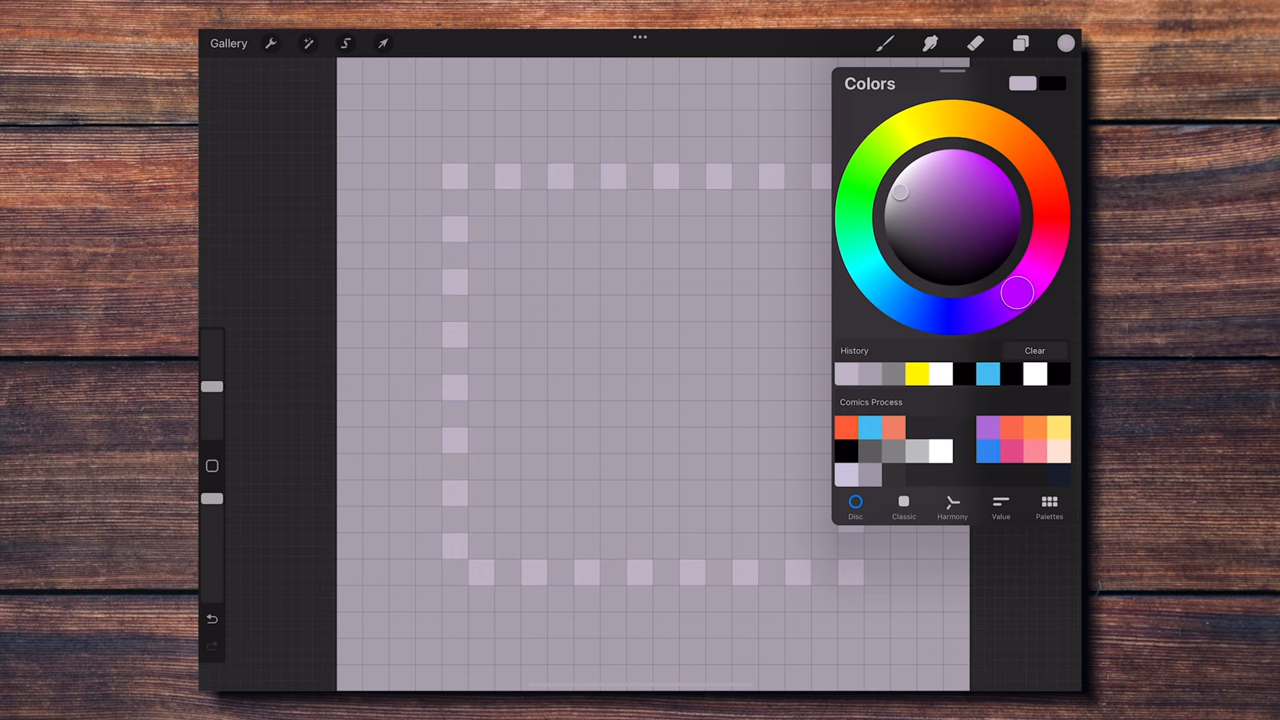 Gallery
Colors
History
Clear
Comics Process
Disc
Classic
Harmony
Value
Palettes